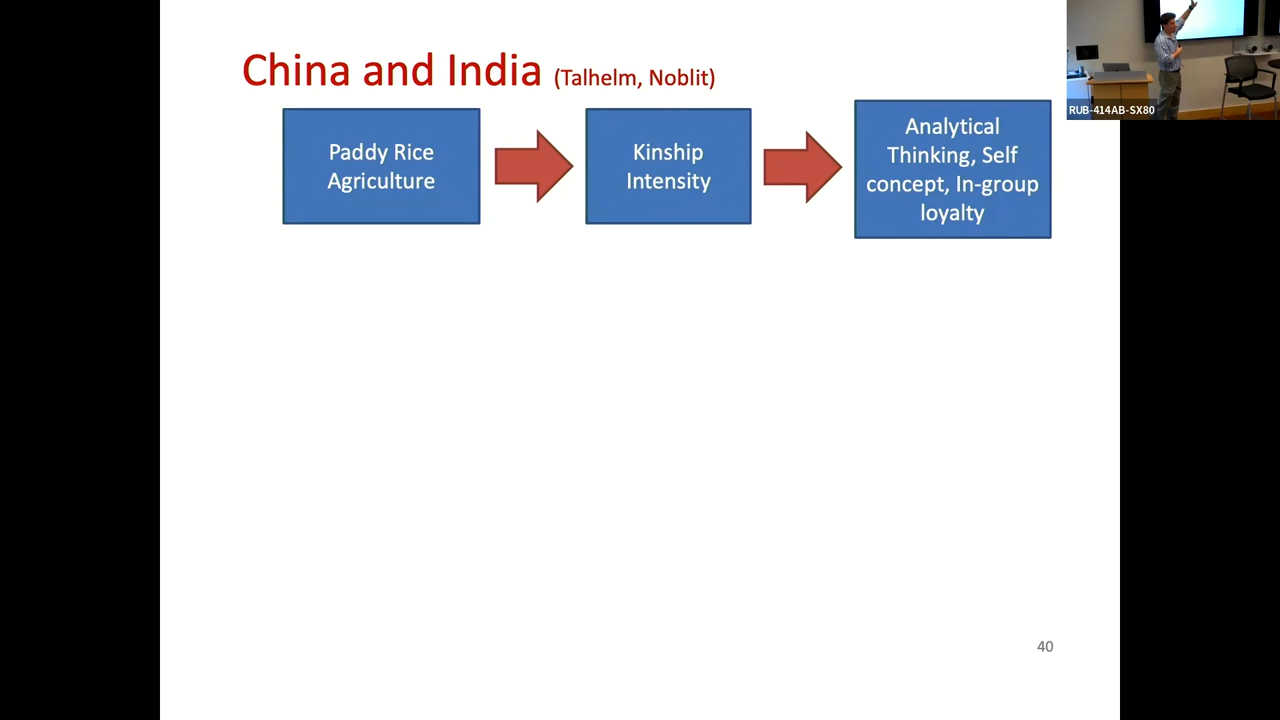 China and India (Talhelm, Noblit)
Paddy Rice
Agriculture
Kinship
Intensity
Analytical
Thinking, Self
concept, In-group
loyalty
RUB-414AB-SX80
40